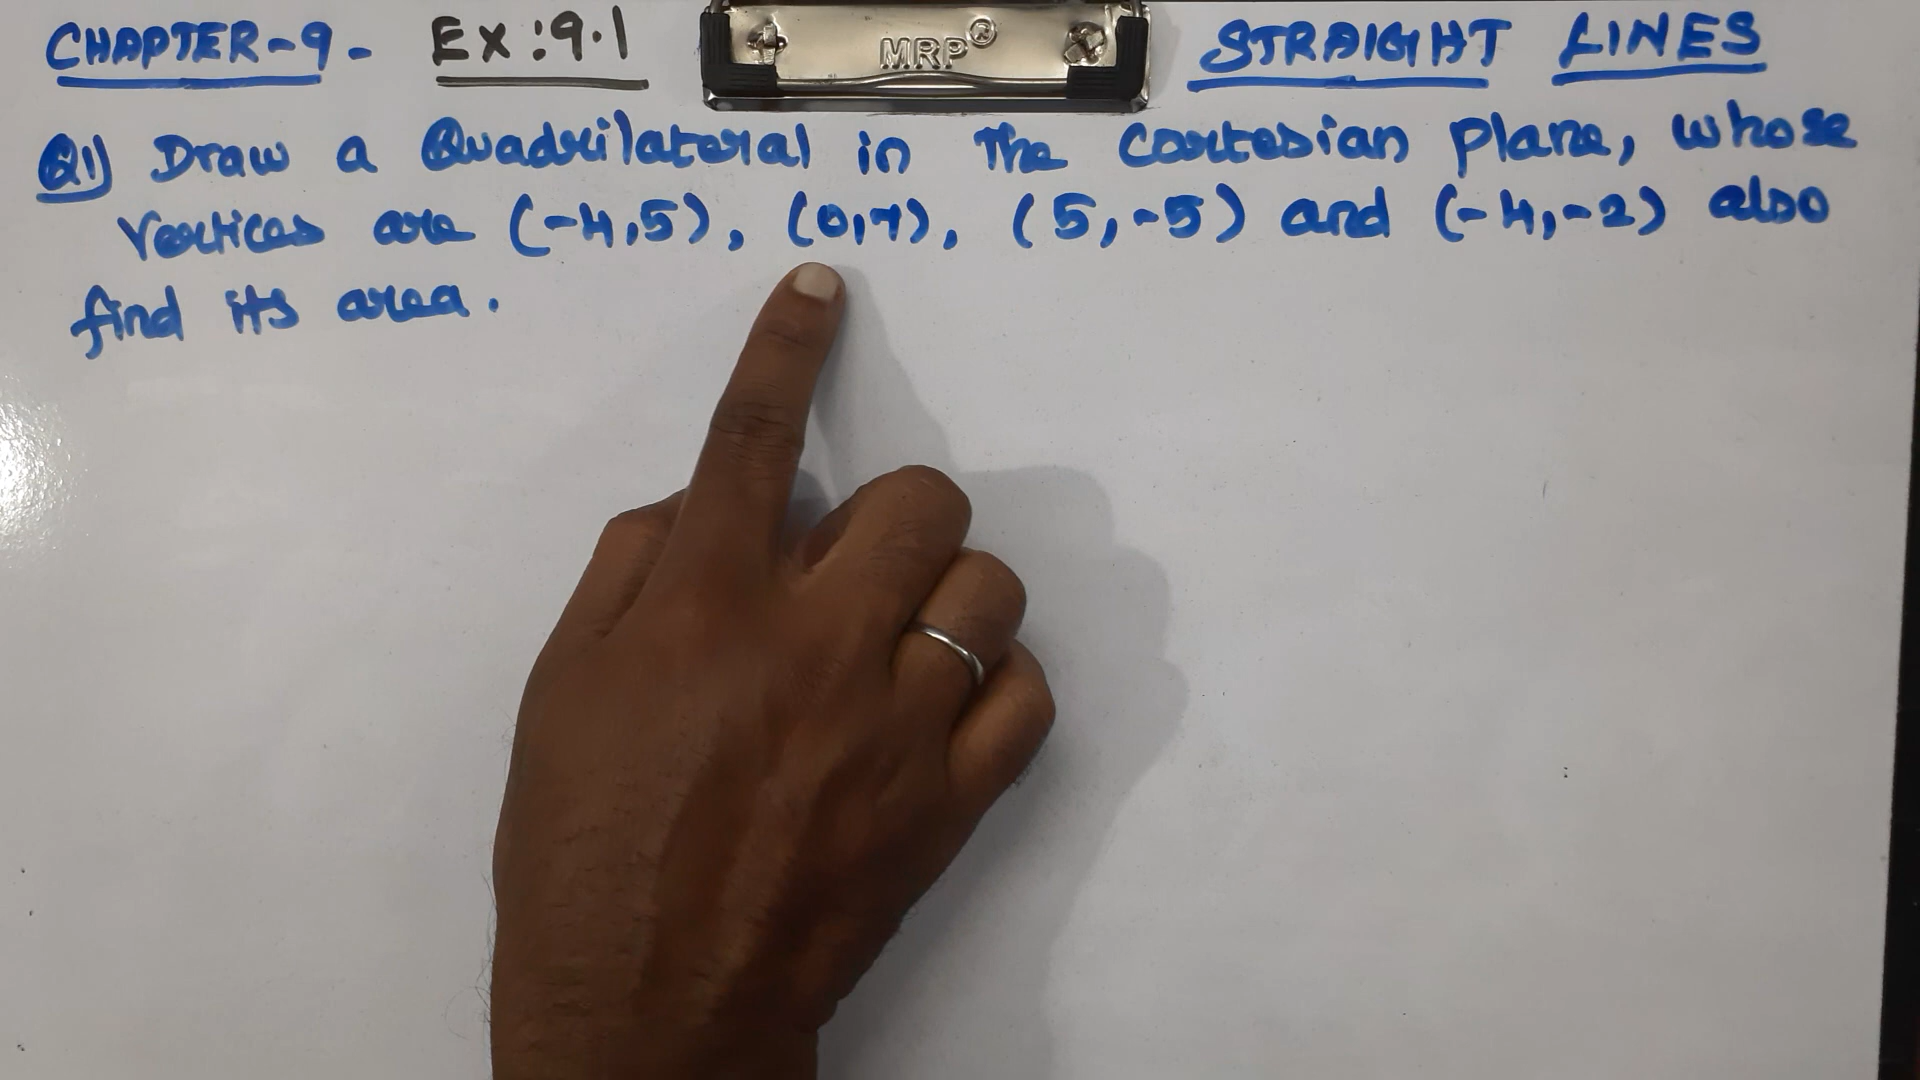 CHAPTER-9- EX:9.1 MRP® STRAIGHT LINES
Q1) Draw a Quadrilateral in The cartesian plane, whose
vertices are (-4,5), (0,7), (5,-5) and (-4,-2) also
find its area.